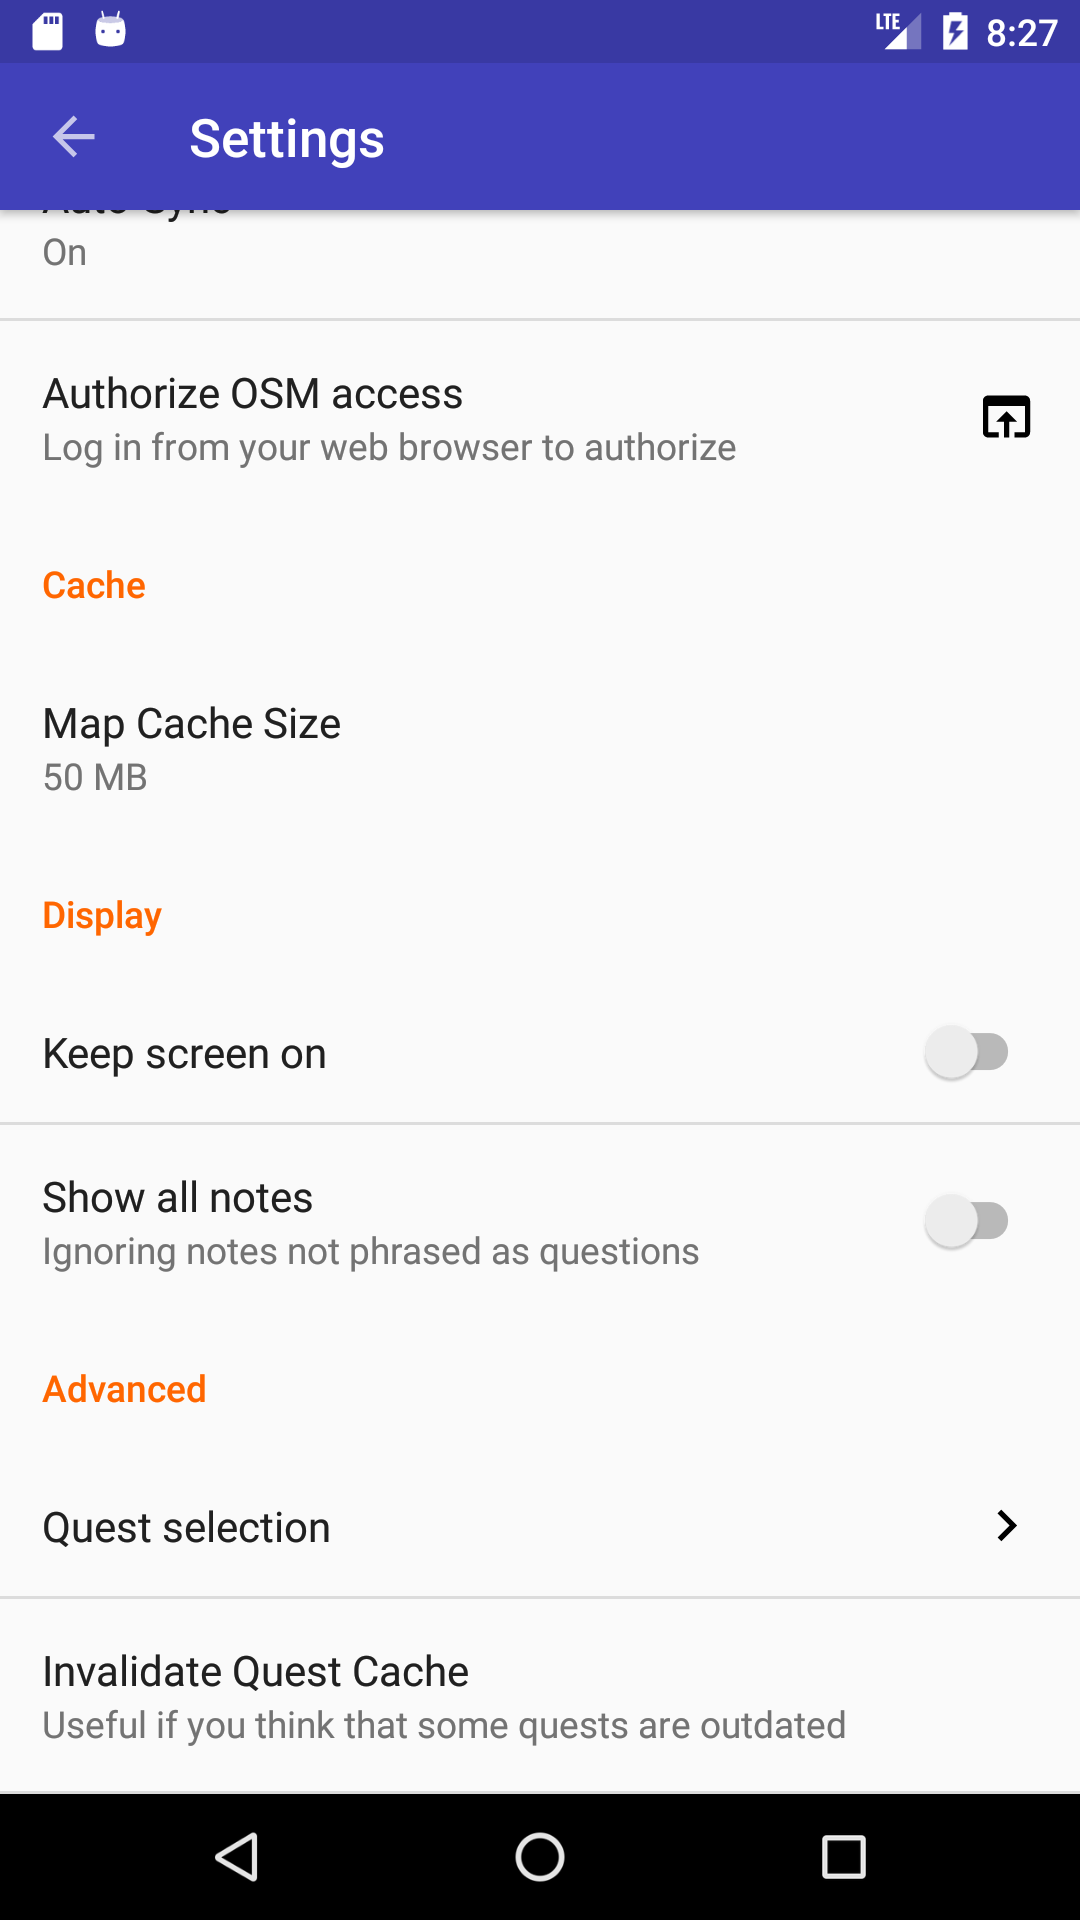 LTE 8:27
Settings
Auto-Sync
On
Authorize OSM access
Log in from your web browser to authorize
Cache
Map Cache Size
50 MB
Display
Keep screen on
Show all notes
Ignoring notes not phrased as questions
Advanced
Quest selection
Invalidate Quest Cache
Useful if you think that some quests are outdated